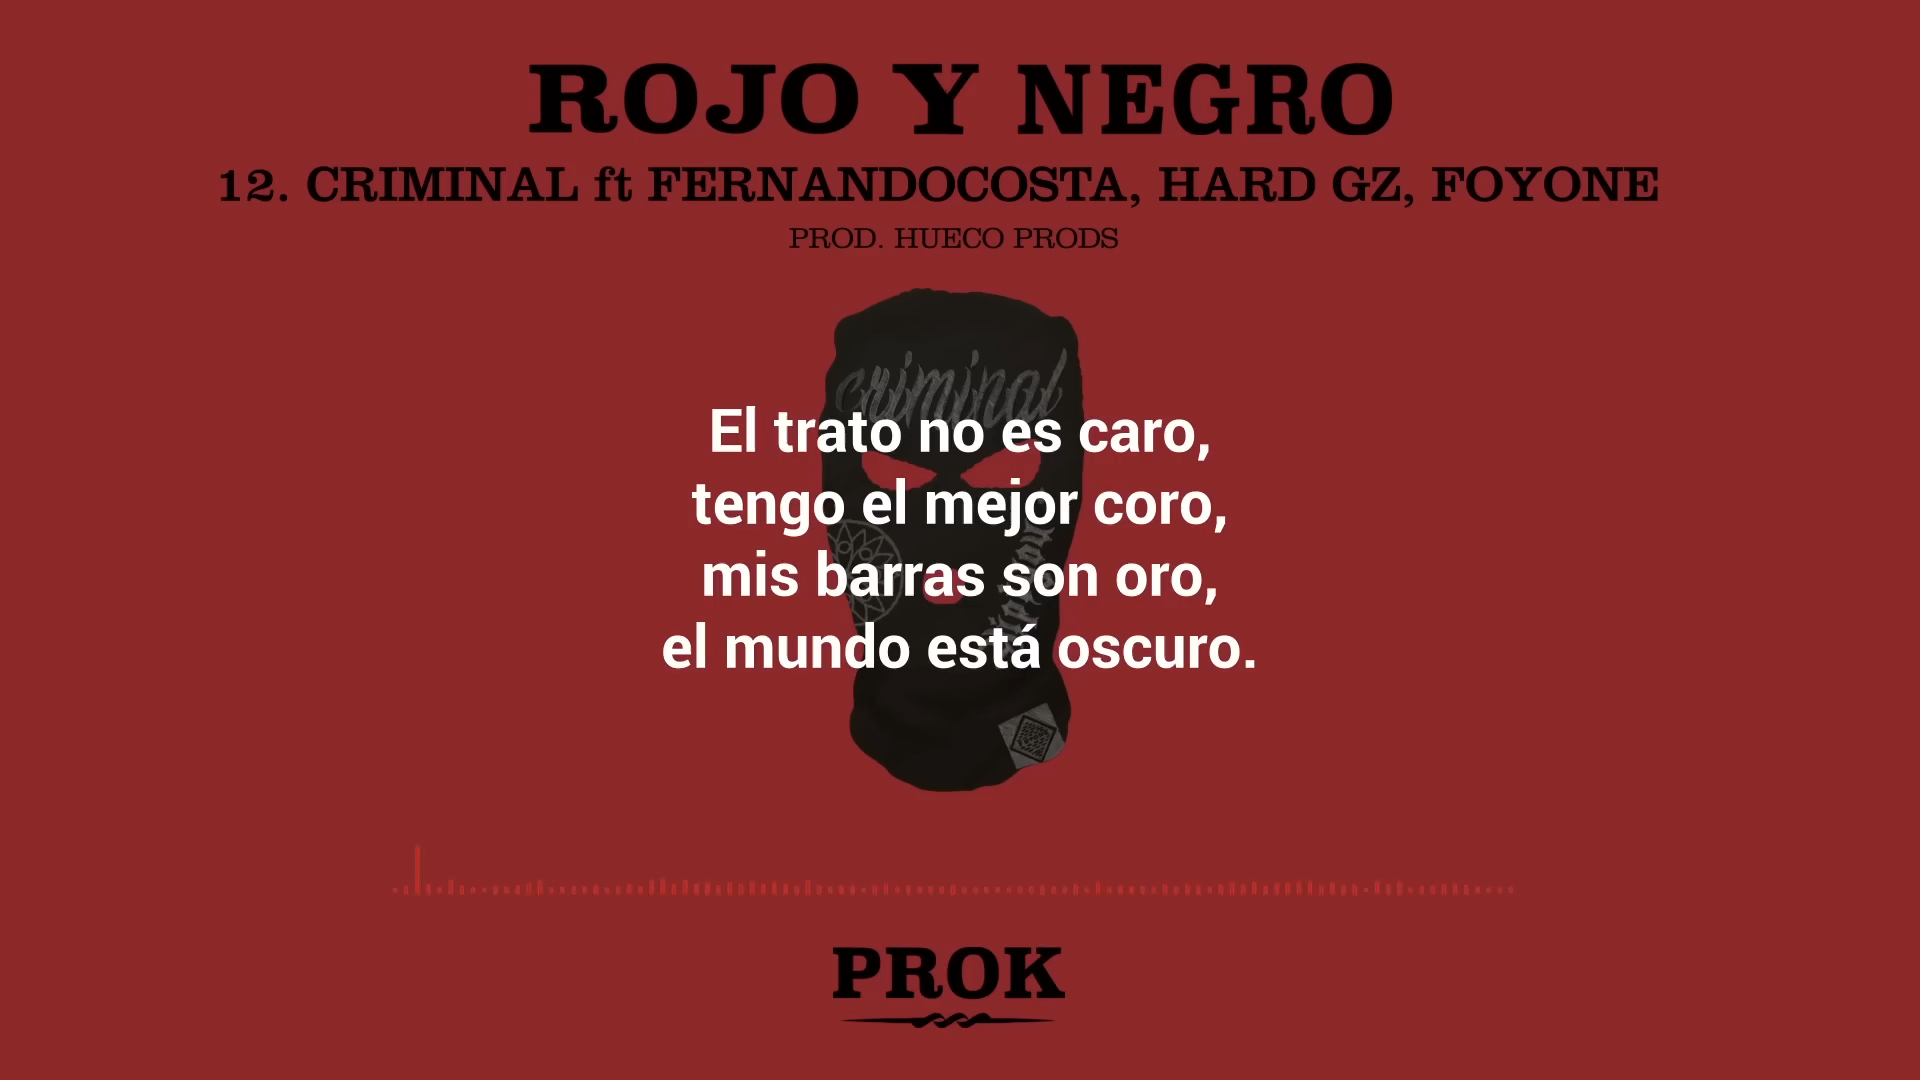 ROJO Y NEGRO
12. CRIMINAL ft FERNANDOCOSTA, HARD GZ, FOYONE
PROD. HUECO PRODS
criminal
El trato no es caro,
tengo el mejor coro,
mis barras son oro,
el mundo está oscuro.
PROK